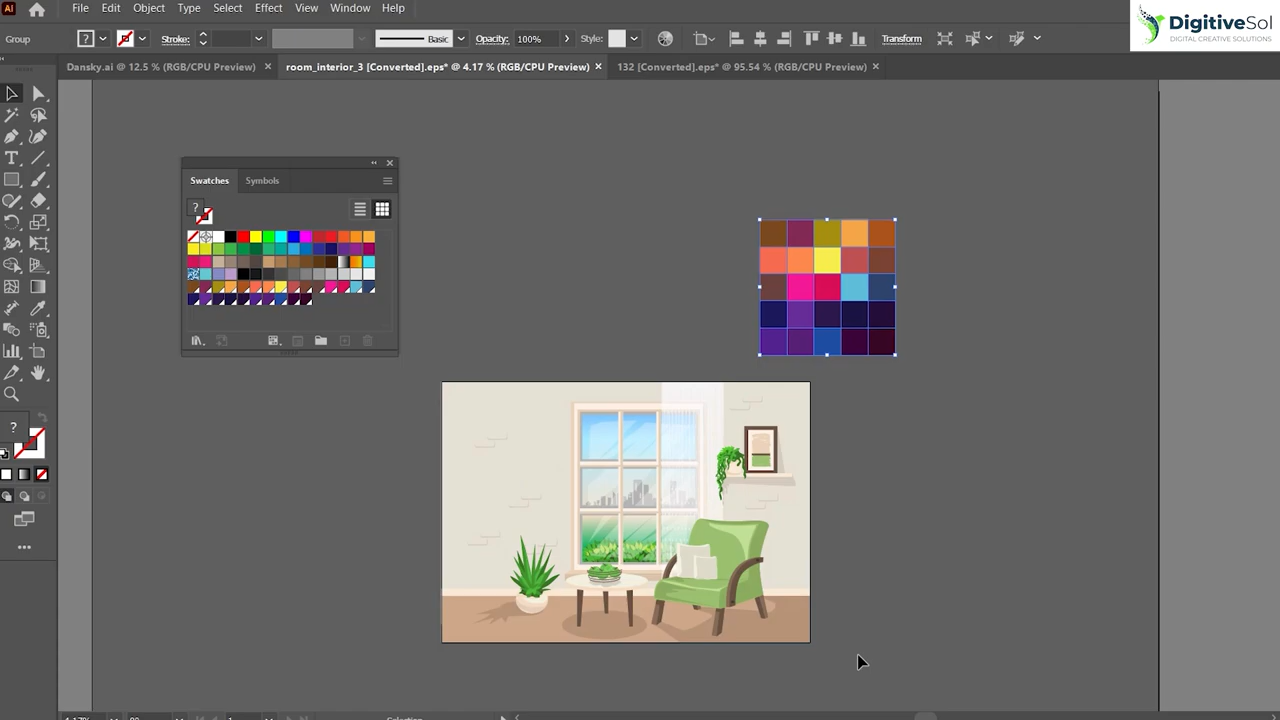 Ai File Edit Object Type Select Effect View Window Help
DigitiveSol
DIGITAL CREATIVE SOLUTIONS
Group ? Stroke: Basic Opacity: 100% Style: Transform
Dansky.ai @ 12.5 % (RGB/CPU Preview) × room_interior_3 [Converted].eps* @ 4.17 % (RGB/CPU Preview) × 132 [Converted].eps* @ 95.54 % (RGB/CPU Preview) ×
Swatches Symbols
?
?
Selection